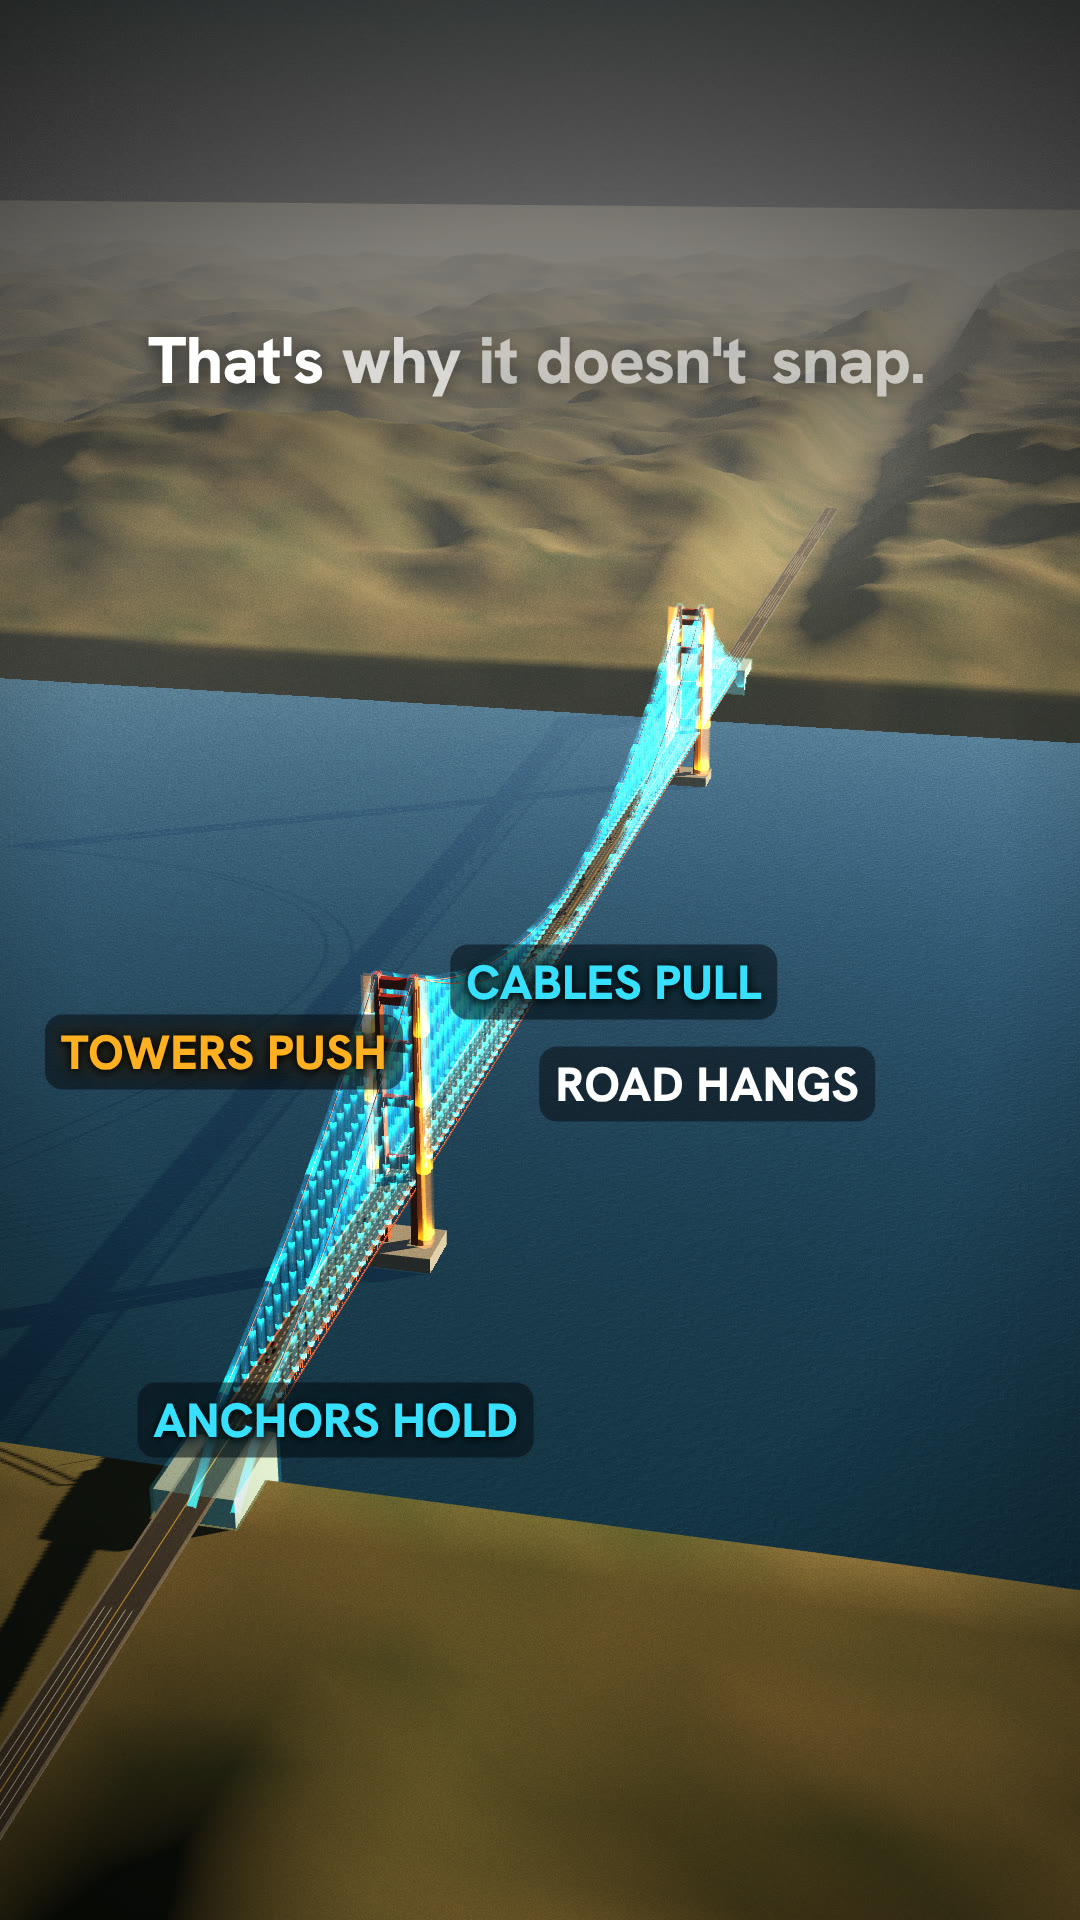 That's why it doesn't snap.
CABLES PULL
TOWERS PUSH
ROAD HANGS
ANCHORS HOLD